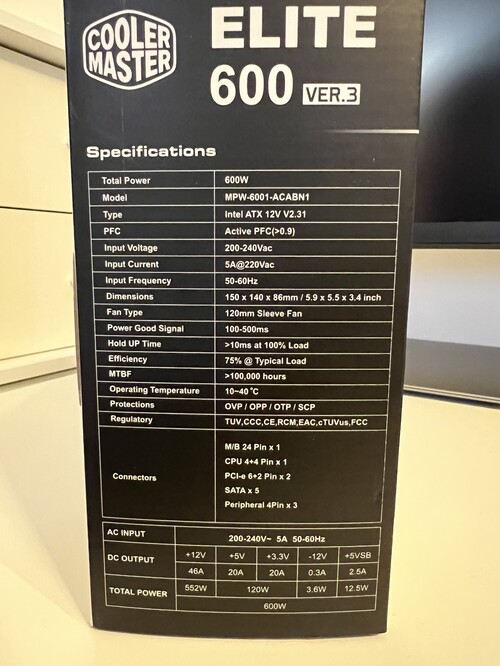 COOLER
MASTER
ELITE
600 VER.3
Specifications
Total Power 600W
Model MPW-6001-ACABN1
Type Intel ATX 12V V2.31
PFC Active PFC(>0.9)
Input Voltage 200-240Vac
Input Current 5A@220Vac
Input Frequency 50-60Hz
Dimensions 150 x 140 x 86mm / 5.9 x 5.5 x 3.4 inch
Fan Type 120mm Sleeve Fan
Power Good Signal 100-500ms
Hold UP Time >10ms at 100% Load
Efficiency 75% @ Typical Load
MTBF >100,000 hours
Operating Temperature 10~40˚C
Protections OVP / OPP / OTP / SCP
Regulatory TUV,CCC,CE,RCM,EAC,cTUVus,FCC
Connectors
M/B 24 Pin x 1
CPU 4+4 Pin x 1
PCI-e 6+2 Pin x 2
SATA x 5
Peripheral 4Pin x 3
AC INPUT 200-240V~ 5A 50-60Hz
DC OUTPUT +12V +5V +3.3V -12V +5VSB
46A 20A 20A 0.3A 2.5A
TOTAL POWER 552W 120W 3.6W 12.5W
600W